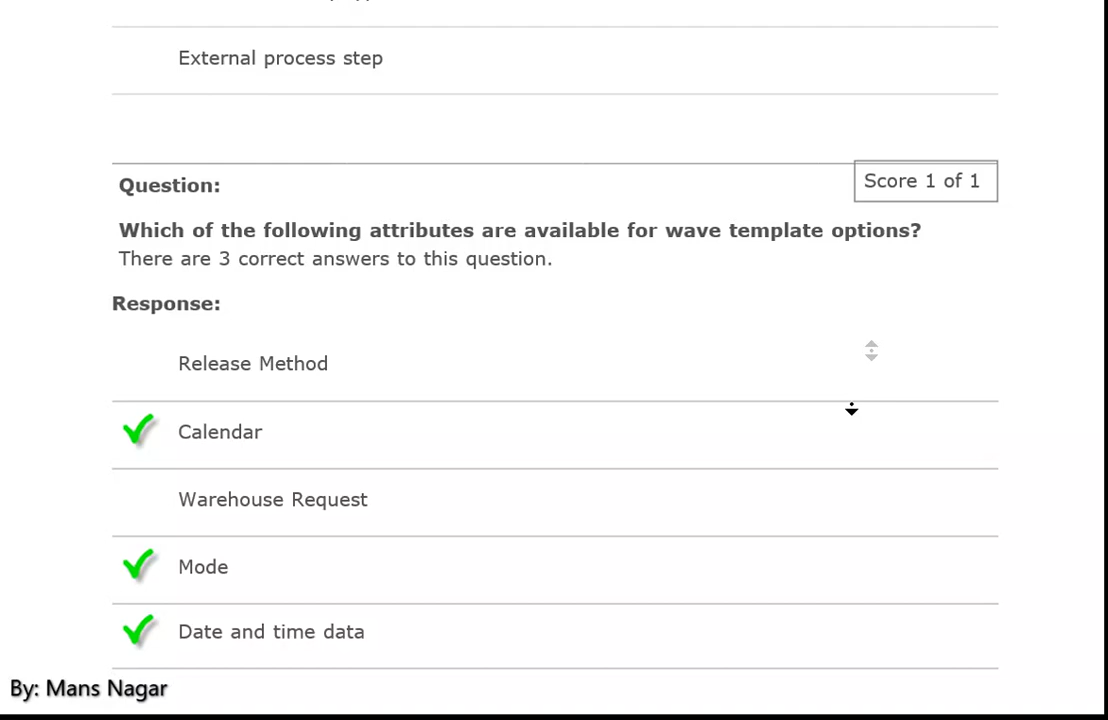 External process step
Question:
Score 1 of 1
Which of the following attributes are available for wave template options?
There are 3 correct answers to this question.
Response:
Release Method
Calendar
Warehouse Request
Mode
Date and time data
By: Mans Nagar